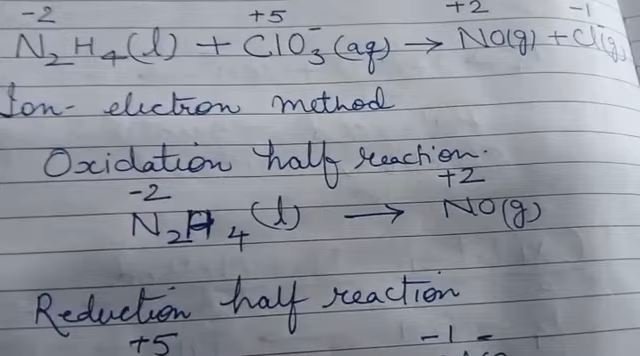 -2 +5 +2 -1
N₂H₄(l) + ClO₃⁻(aq) → NO(g) + Cl⁻(g)
Ion-electron method
Oxidation half reaction.
-2 +2
N₂H₄(l) → NO(g)
Reduction half reaction
+5 -1